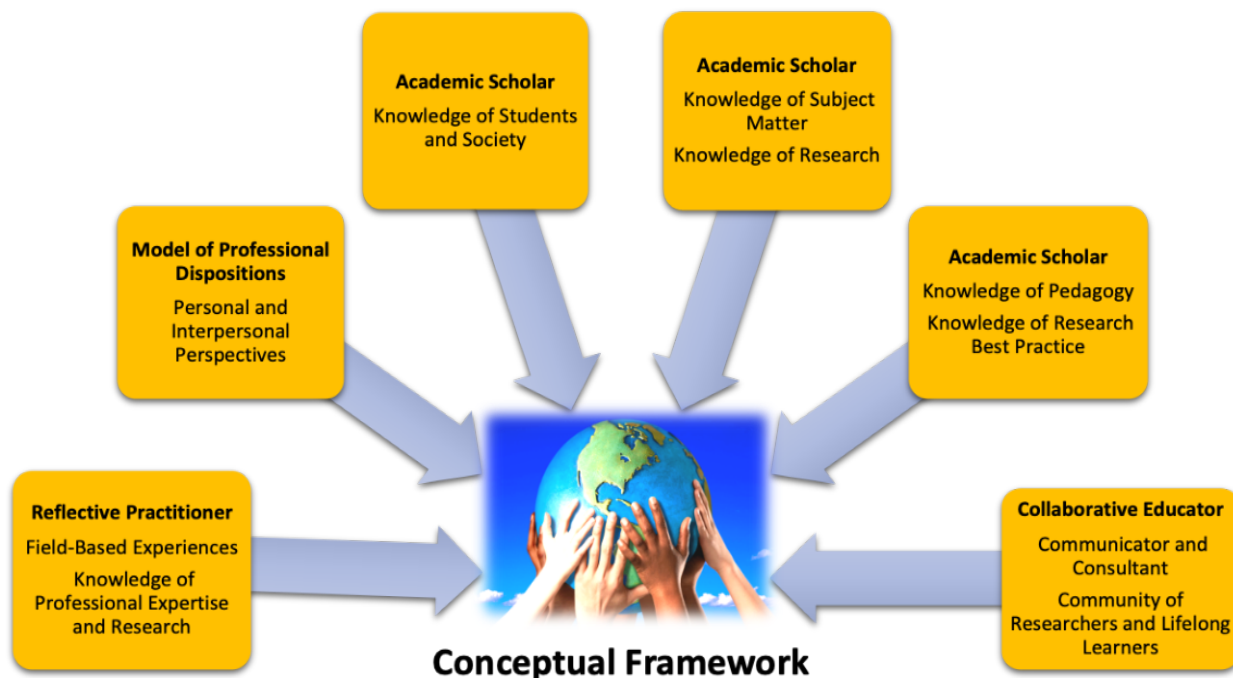 Academic Scholar
Knowledge of Students
and Society
Academic Scholar
Knowledge of Subject
Matter
Knowledge of Research
Model of Professional
Dispositions
Personal and
Interpersonal
Perspectives
Academic Scholar
Knowledge of Pedagogy
Knowledge of Research
Best Practice
Reflective Practitioner
Field-Based Experiences
Knowledge of
Professional Expertise
and Research
Collaborative Educator
Communicator and
Consultant
Community of
Researchers and Lifelong
Learners
Conceptual Framework